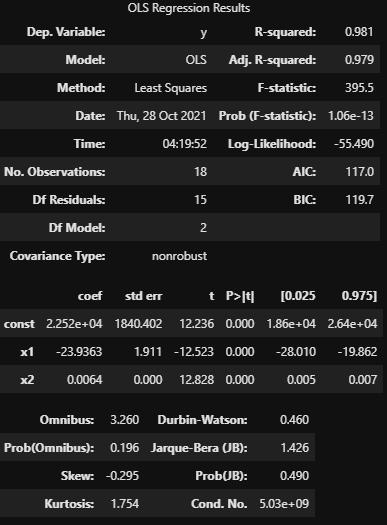 OLS Regression Results
Dep. Variable: y R-squared: 0.981
Model: OLS Adj. R-squared: 0.979
Method: Least Squares F-statistic: 395.5
Date: Thu, 28 Oct 2021 Prob (F-statistic): 1.06e-13
Time: 04:19:52 Log-Likelihood: -55.490
No. Observations: 18 AIC: 117.0
Df Residuals: 15 BIC: 119.7
Df Model: 2
Covariance Type: nonrobust
coef std err t P>|t| [0.025 0.975]
const 2.252e+04 1840.402 12.236 0.000 1.86e+04 2.64e+04
x1 -23.9363 1.911 -12.523 0.000 -28.010 -19.862
x2 0.0064 0.000 12.828 0.000 0.005 0.007
Omnibus: 3.260 Durbin-Watson: 0.460
Prob(Omnibus): 0.196 Jarque-Bera (JB): 1.426
Skew: -0.295 Prob(JB): 0.490
Kurtosis: 1.754 Cond. No. 5.03e+09